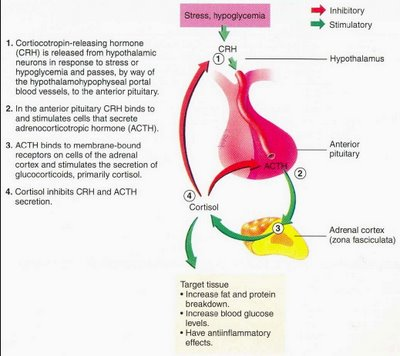 1. Cortiocotropin-releasing hormone
(CRH) is released from hypothalamic
neurons in response to stress or
hypoglycemia and passes, by way of
the hypothalamohypophyseal portal
blood vessels, to the anterior pituitary.
2. In the anterior pituitary CRH binds to
and stimulates cells that secrete
adrenocorticotropic hormone (ACTH).
3. ACTH binds to membrane-bound
receptors on cells of the adrenal
cortex and stimulates the secretion of
glucocorticoids, primarily cortisol.
4. Cortisol inhibits CRH and ACTH
secretion.
Stress, hypoglycemia
Inhibitory
Stimulatory
CRH
1
Hypothalamus
Anterior
pituitary
ACTH
2
4
Cortisol
3
Adrenal cortex
(zona fasciculata)
Target tissue
• Increase fat and protein
breakdown.
• Increase blood glucose
levels.
• Have antiinflammatory
effects.